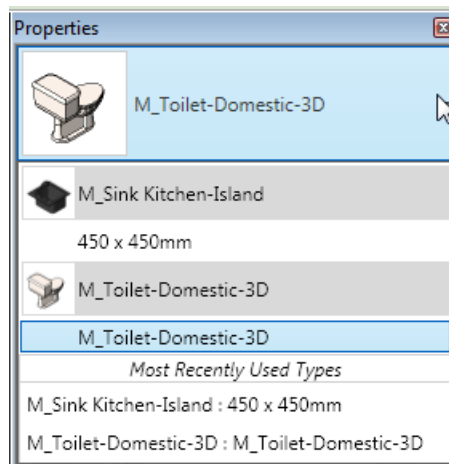 Properties
M_Toilet-Domestic-3D
M_Sink Kitchen-Island
450 x 450mm
M_Toilet-Domestic-3D
M_Toilet-Domestic-3D
Most Recently Used Types
M_Sink Kitchen-Island : 450 x 450mm
M_Toilet-Domestic-3D : M_Toilet-Domestic-3D